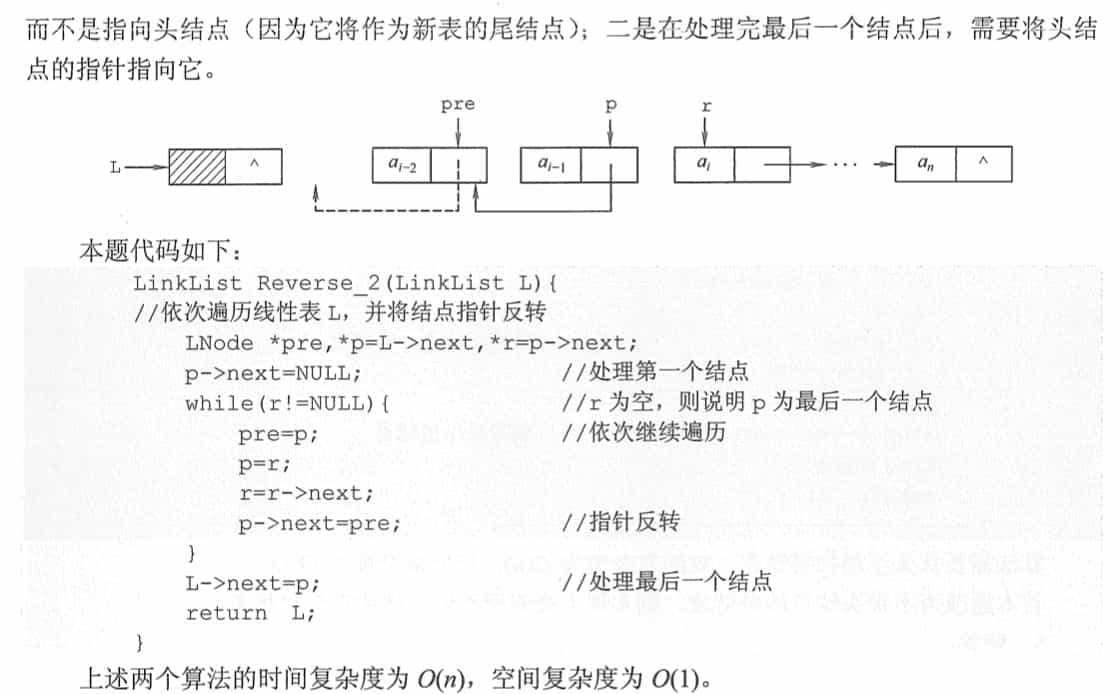 而不是指向头结点（因为它将作为新表的尾结点）；二是在处理完最后一个结点后，需要将头结
点的指针指向它。
pre p r
L ^ a_{i-2} a_{i-1} a_i ··· a_n ^
本题代码如下：
LinkList Reverse_2(LinkList L){
//依次遍历线性表 L，并将结点指针反转
LNode *pre,*p=L->next,*r=p->next;
p->next=NULL; //处理第一个结点
while(r!=NULL){ //r 为空，则说明 p 为最后一个结点
pre=p; //依次继续遍历
p=r;
r=r->next;
p->next=pre; //指针反转
}
L->next=p; //处理最后一个结点
return L;
}
上述两个算法的时间复杂度为 O(n)，空间复杂度为 O(1)。